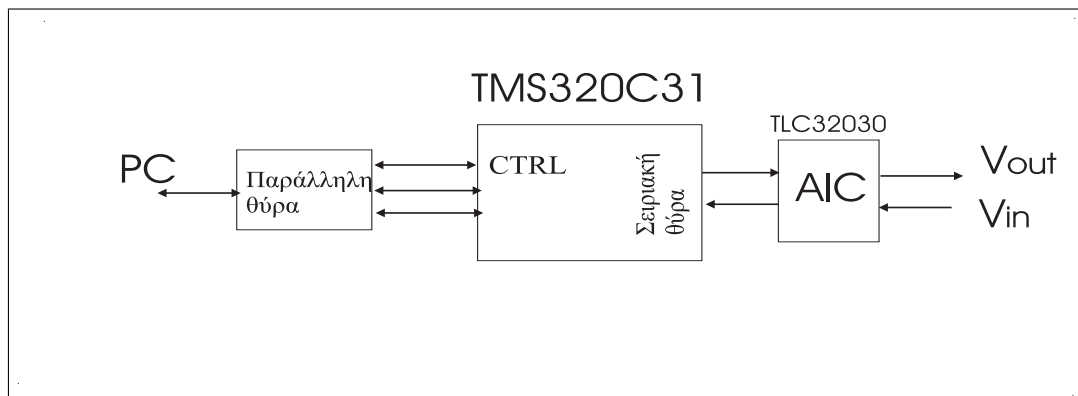 TMS320C31
TLC32030
PC
Παράλληλη
θύρα
CTRL
Σειριακή
θύρα
AIC
Vout
Vin